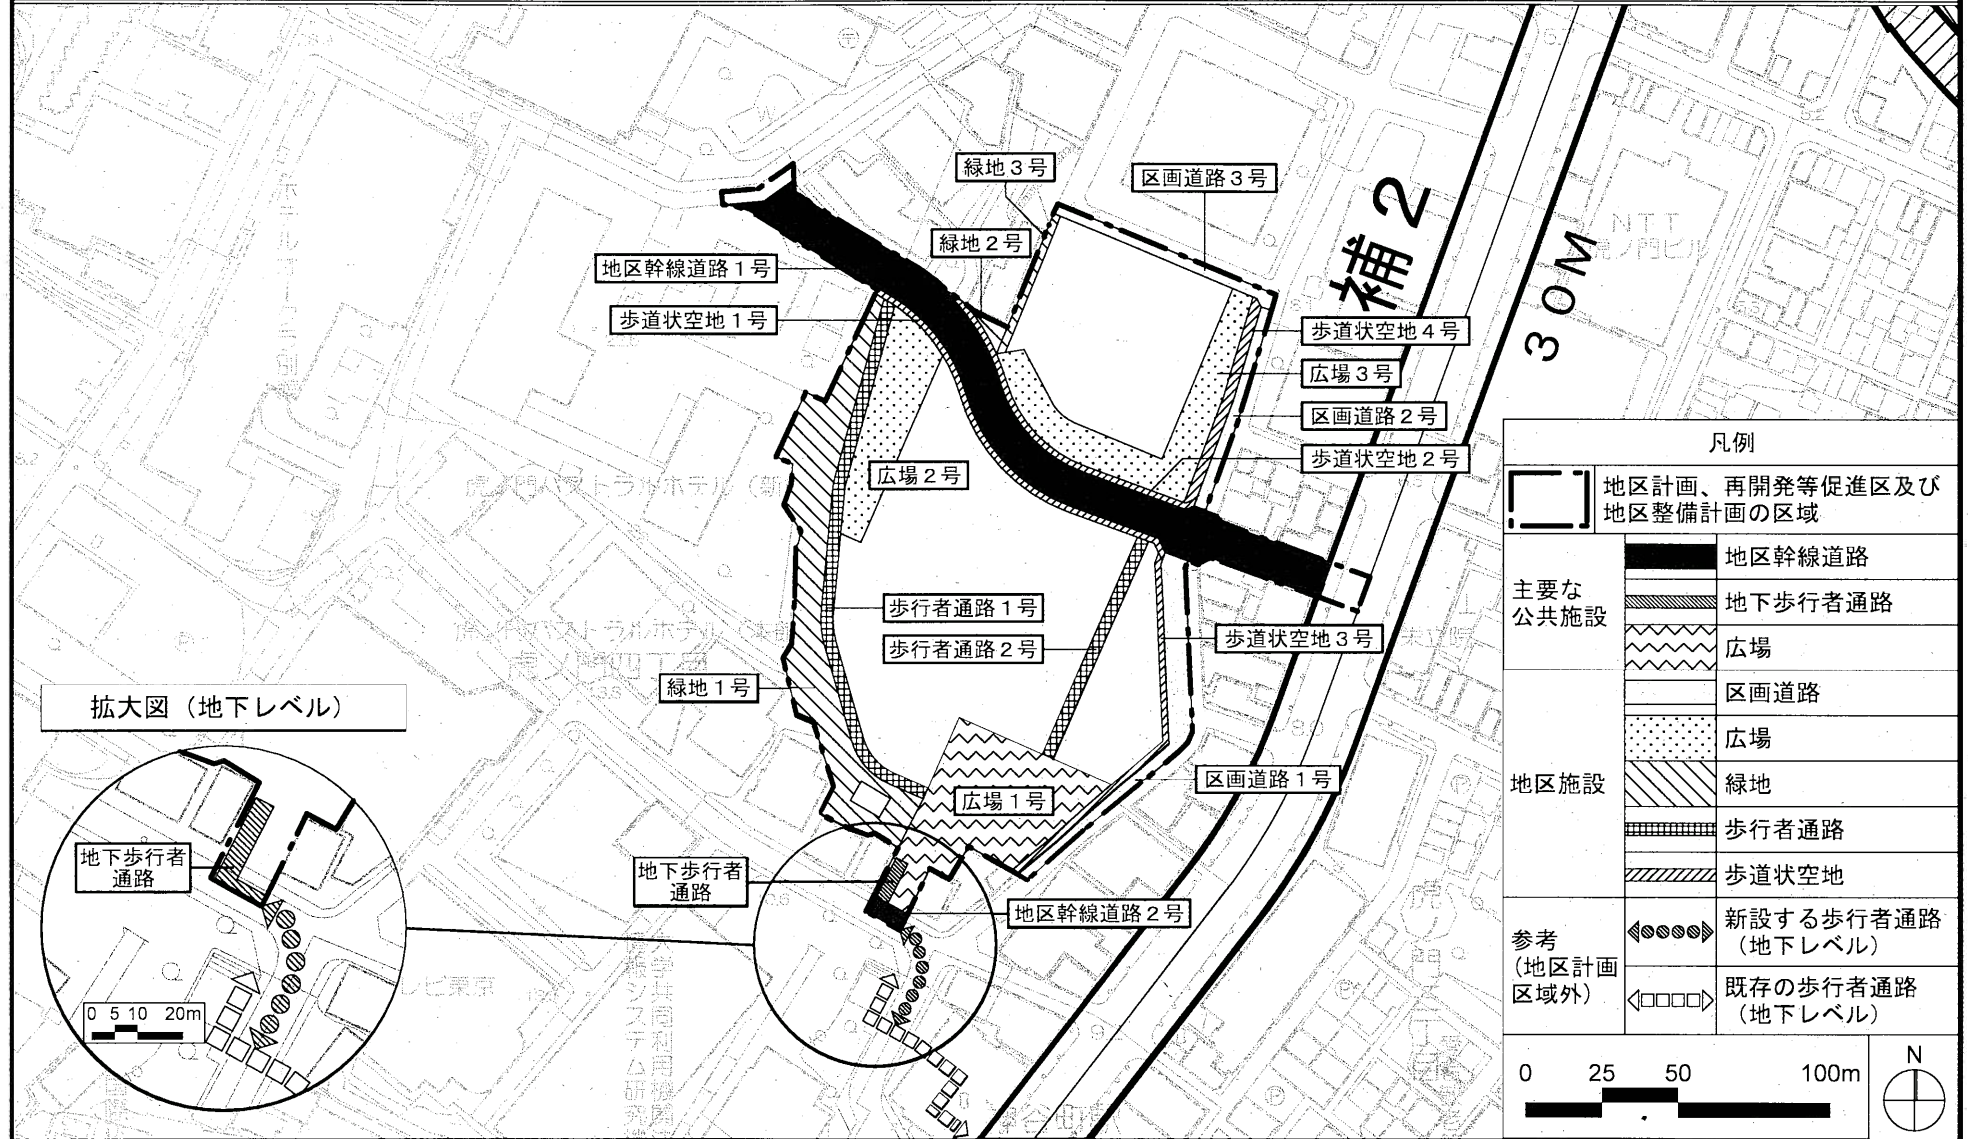 緑地３号
区画道路３号
緑地２号
地区幹線道路１号
歩道状空地１号
補２
３０Ｍ
ＮＴＴ
歩道状空地４号
広場３号
区画道路２号
歩道状空地２号
広場２号
歩行者通路１号
歩行者通路２号
歩道状空地３号
緑地１号
区画道路１号
広場１号
地下歩行者
通路
地区幹線道路２号
拡大図（地下レベル）
地下歩行者
通路
0 5 10 20m
凡例
地区計画、再開発等促進区及び
地区整備計画の区域
主要な
公共施設
地区幹線道路
地下歩行者通路
広場
地区施設
区画道路
広場
緑地
歩行者通路
歩道状空地
参考
（地区計画
区域外）
新設する歩行者通路
（地下レベル）
既存の歩行者通路
（地下レベル）
0 25 50 100m
N